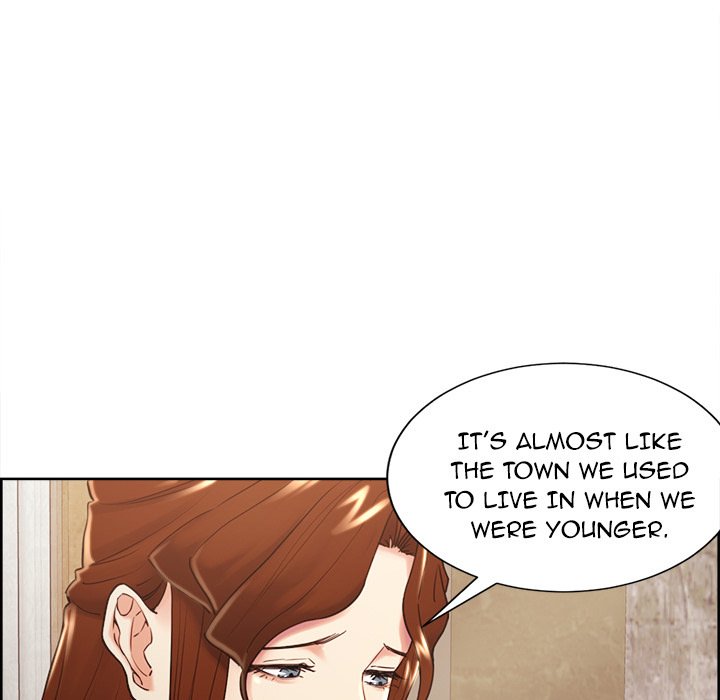 IT'S ALMOST LIKE
THE TOWN WE USED
TO LIVE IN WHEN WE
WERE YOUNGER.